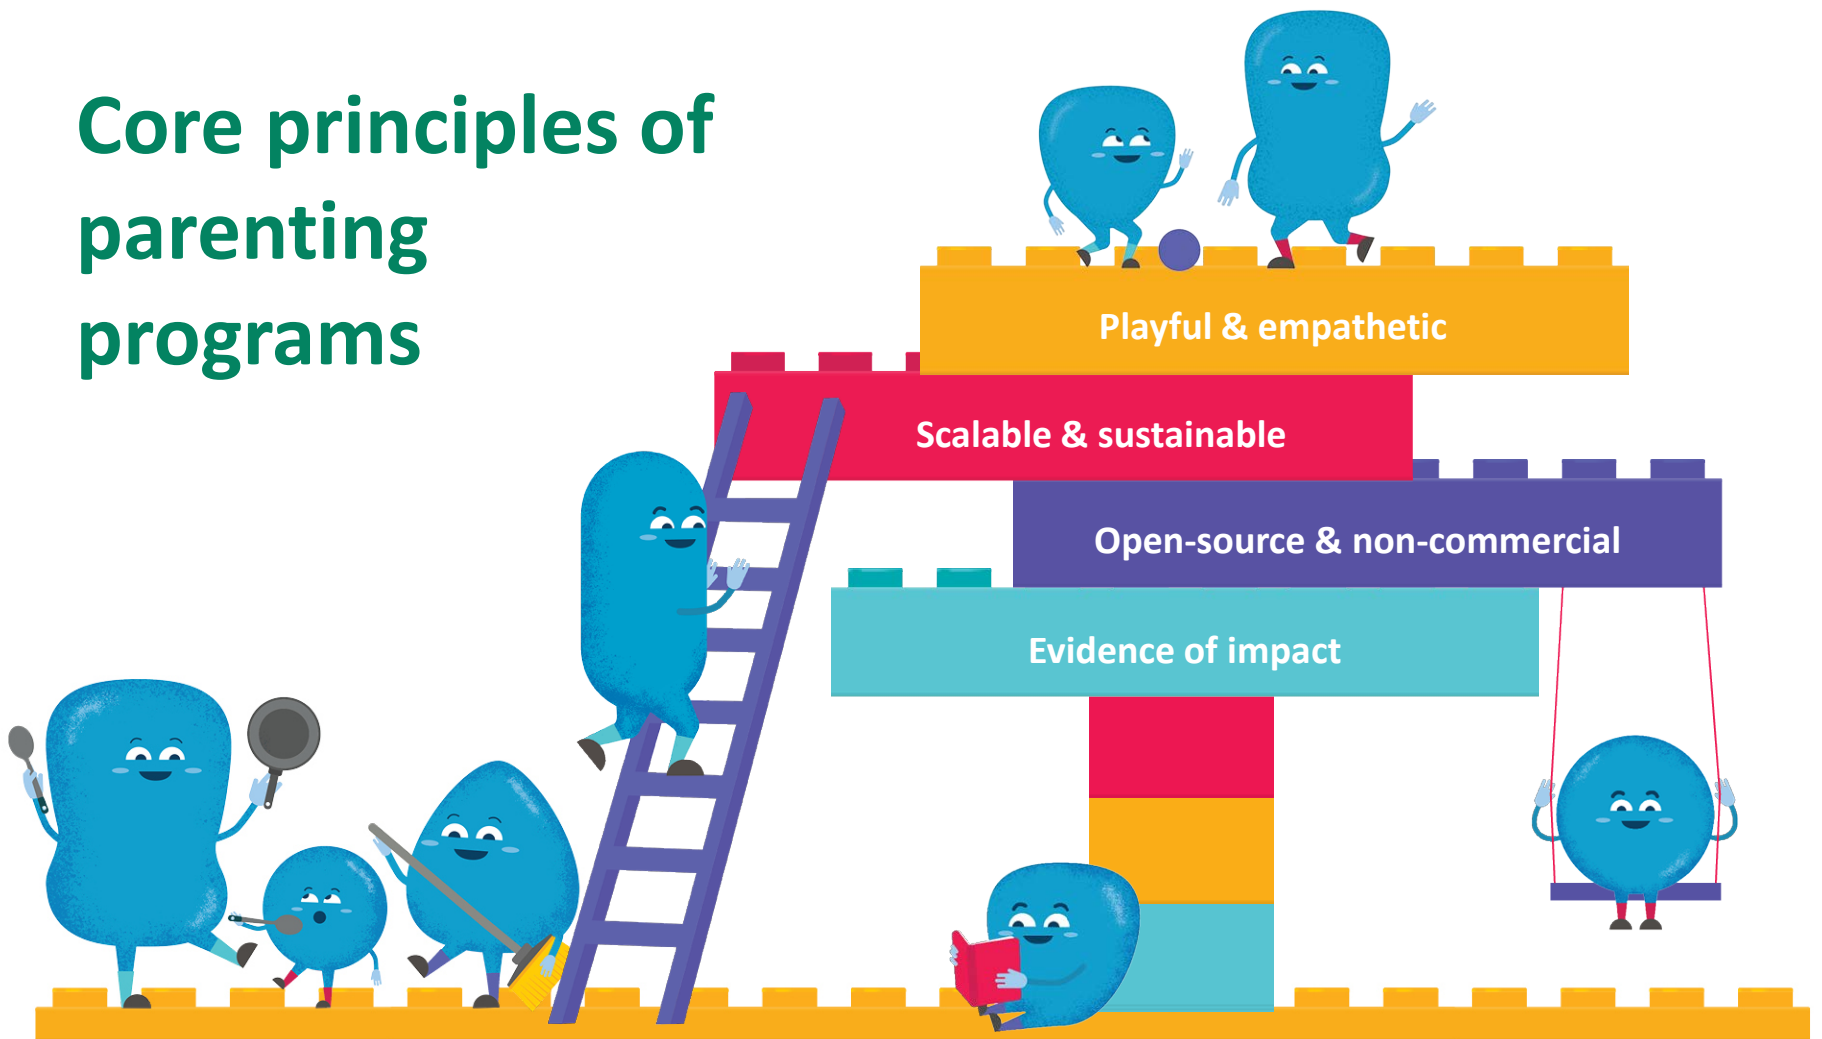 Core principles of
parenting
programs
Playful & empathetic
Scalable & sustainable
Open-source & non-commercial
Evidence of impact